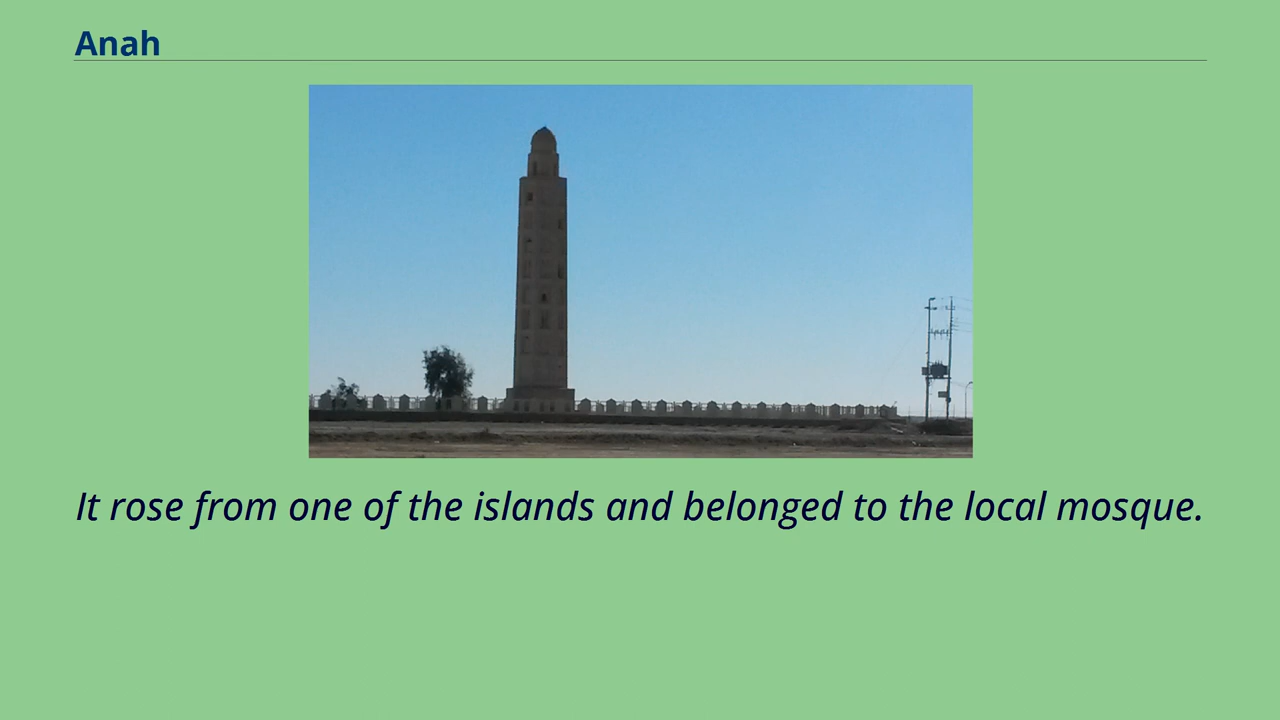 Anah
It rose from one of the islands and belonged to the local mosque.